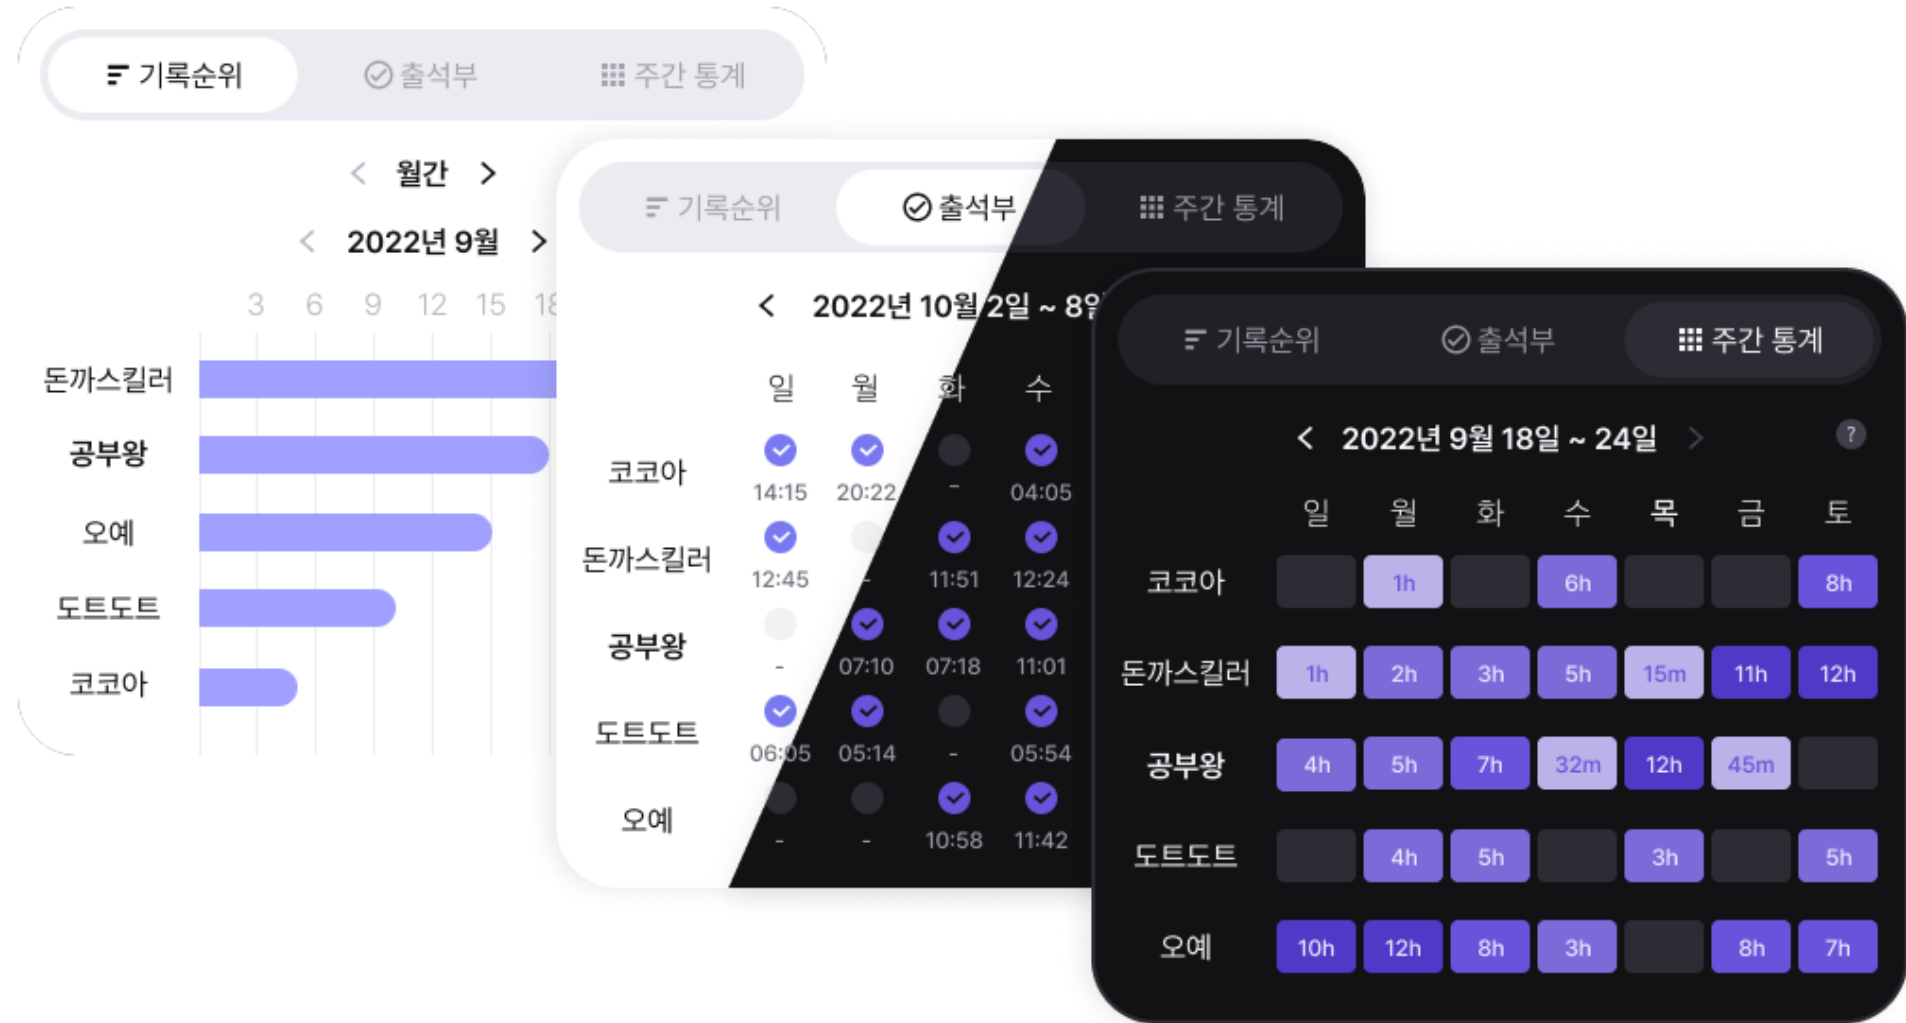 기록순위 출석부 주간 통계
월간
2022년 9월
3 6 9 12 15 18
돈까스킬러
공부왕
오예
도트도트
코코아
기록순위 출석부 주간 통계
2022년 10월 2일 ~ 8일
일 월 화 수
코코아
14:15 20:22 - 04:05
돈까스킬러
12:45 - 11:51 12:24
공부왕
- 07:10 07:18 11:01
도트도트
06:05 05:14 - 05:54
오예
- - 10:58 11:42
기록순위 출석부 주간 통계
2022년 9월 18일 ~ 24일 ?
일 월 화 수 목 금 토
코코아 1h 6h 8h
돈까스킬러 1h 2h 3h 5h 15m 11h 12h
공부왕 4h 5h 7h 32m 12h 45m
도트도트 4h 5h 3h 5h
오예 10h 12h 8h 3h 8h 7h